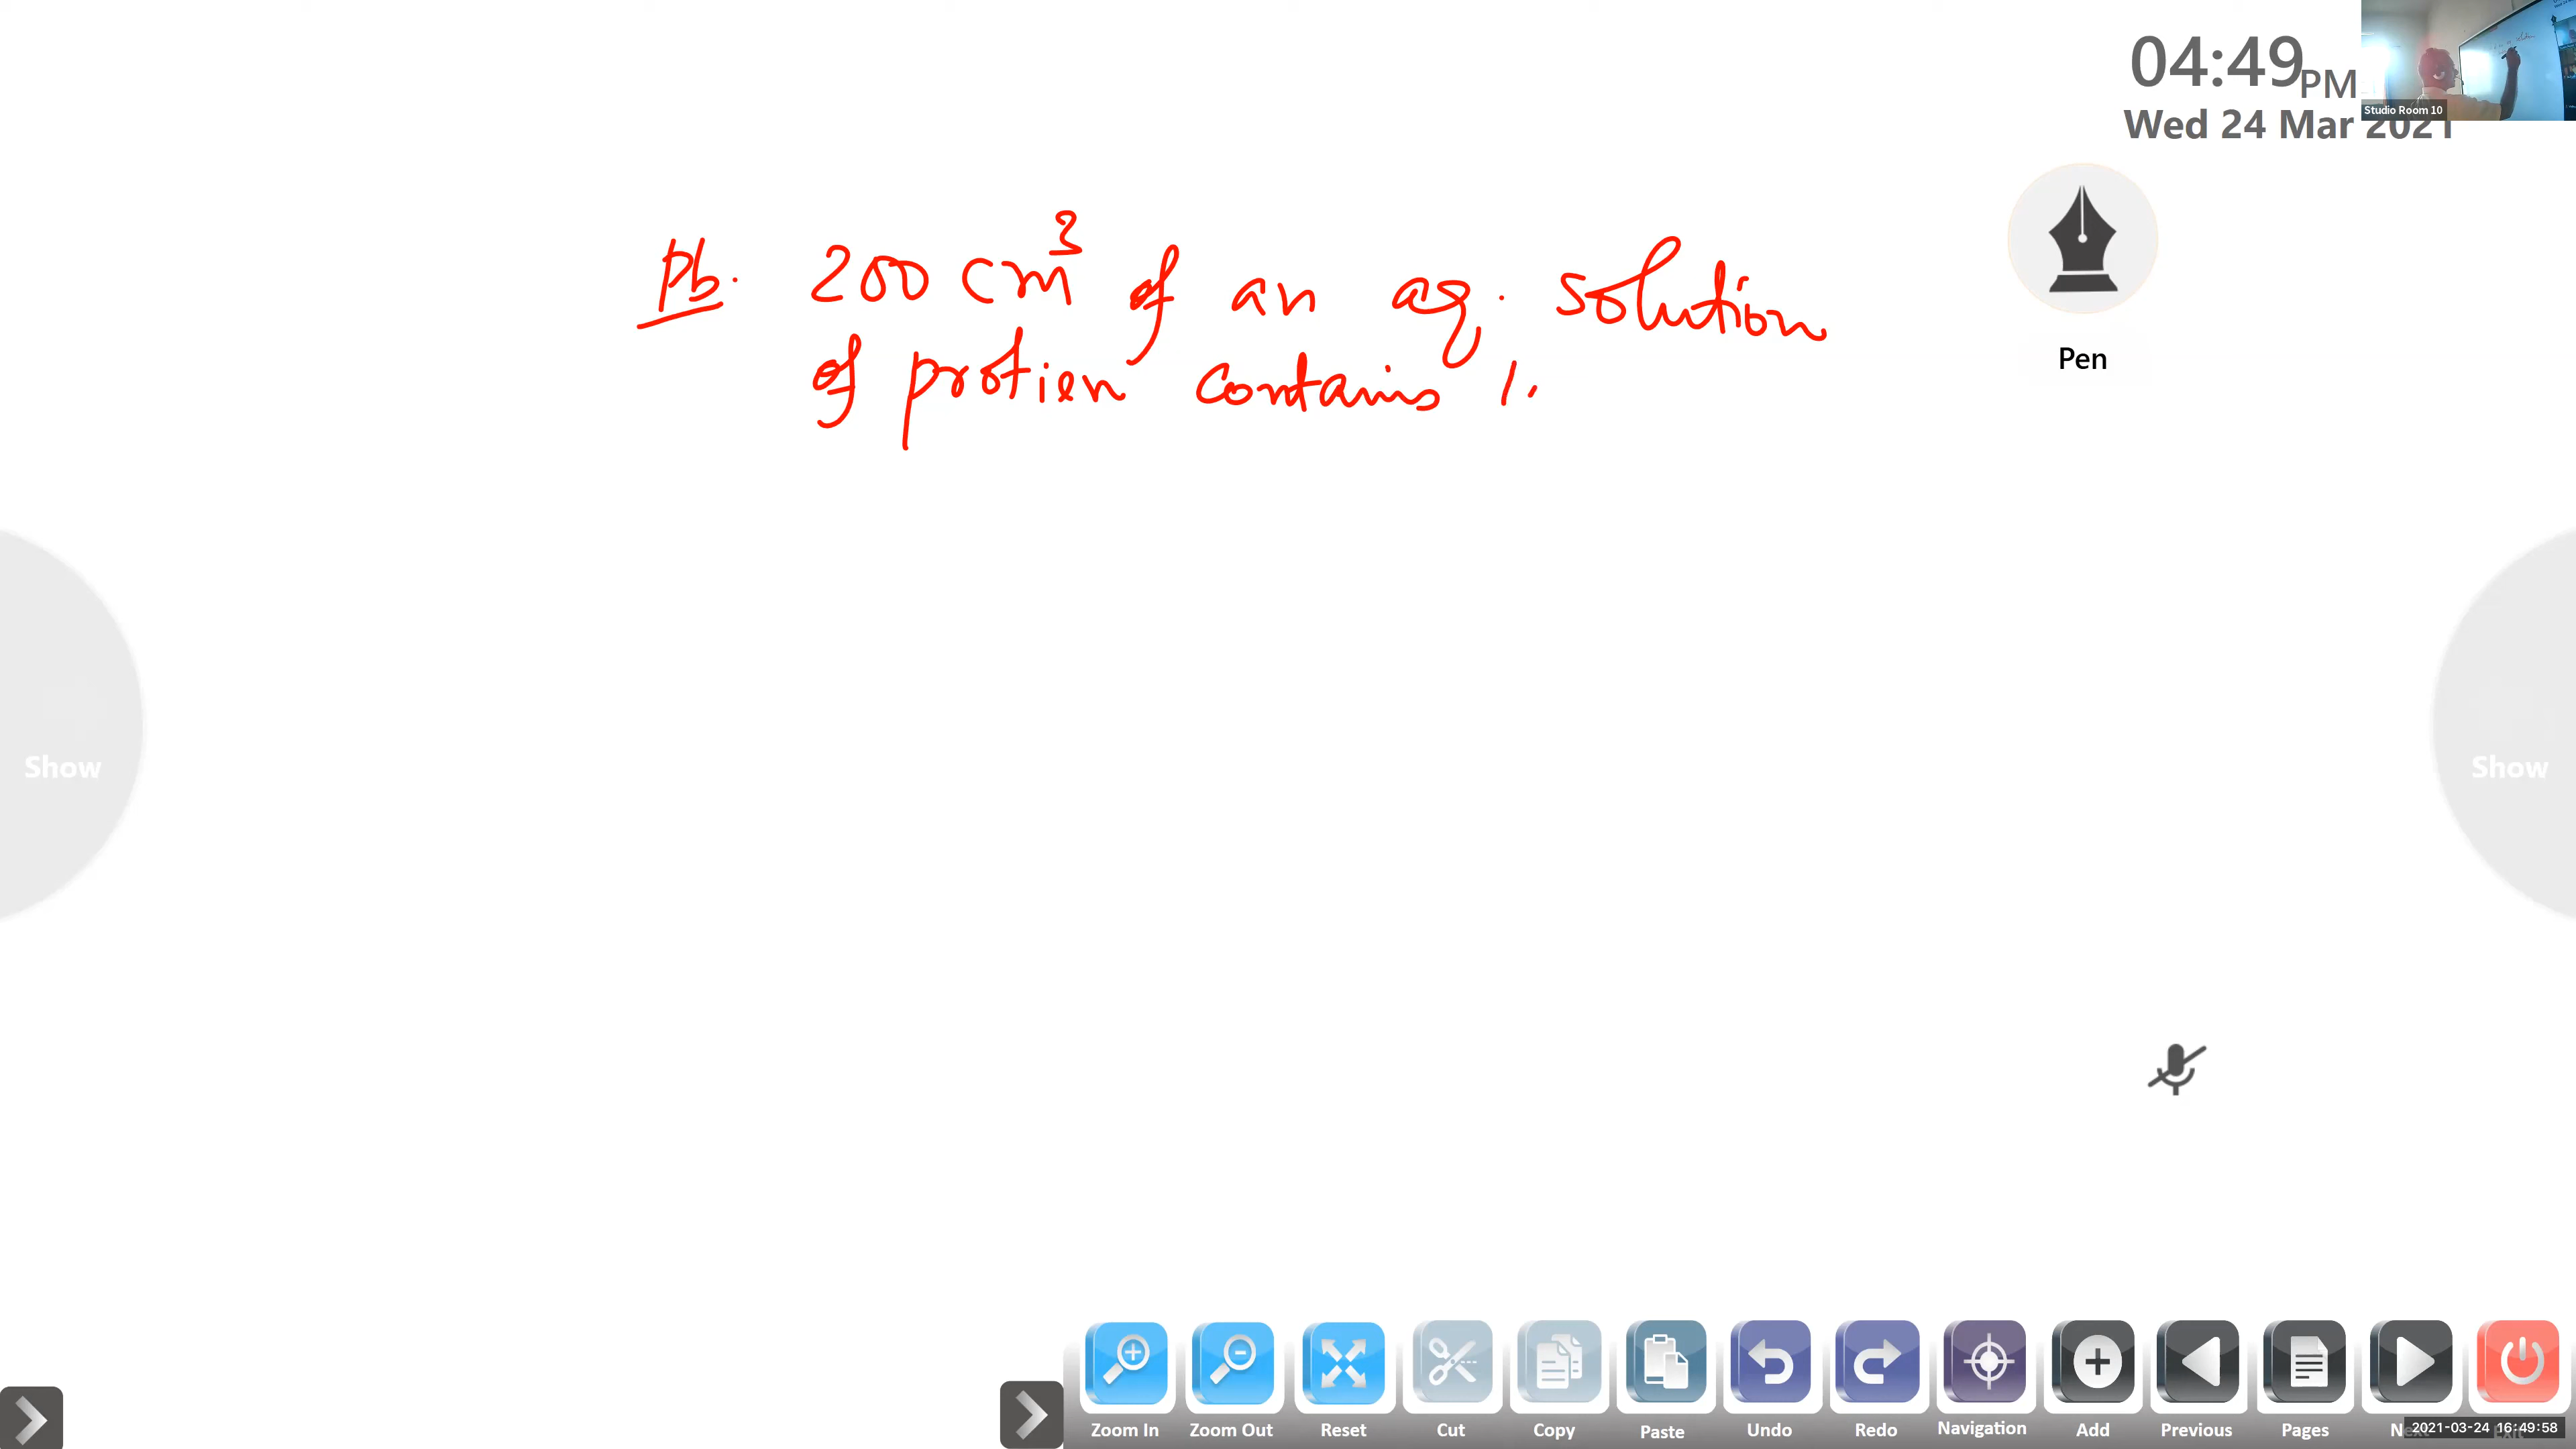 04:49 PM
Wed 24 Mar 2021
Studio Room 10
Pen
Pb. 200 cm³ of an aq. solution
of protien contains 1.
Show
Show
Zoom In Zoom Out Reset Cut Copy Paste Undo Redo Navigation Add Previous Pages
2021-03-24 16:49:58